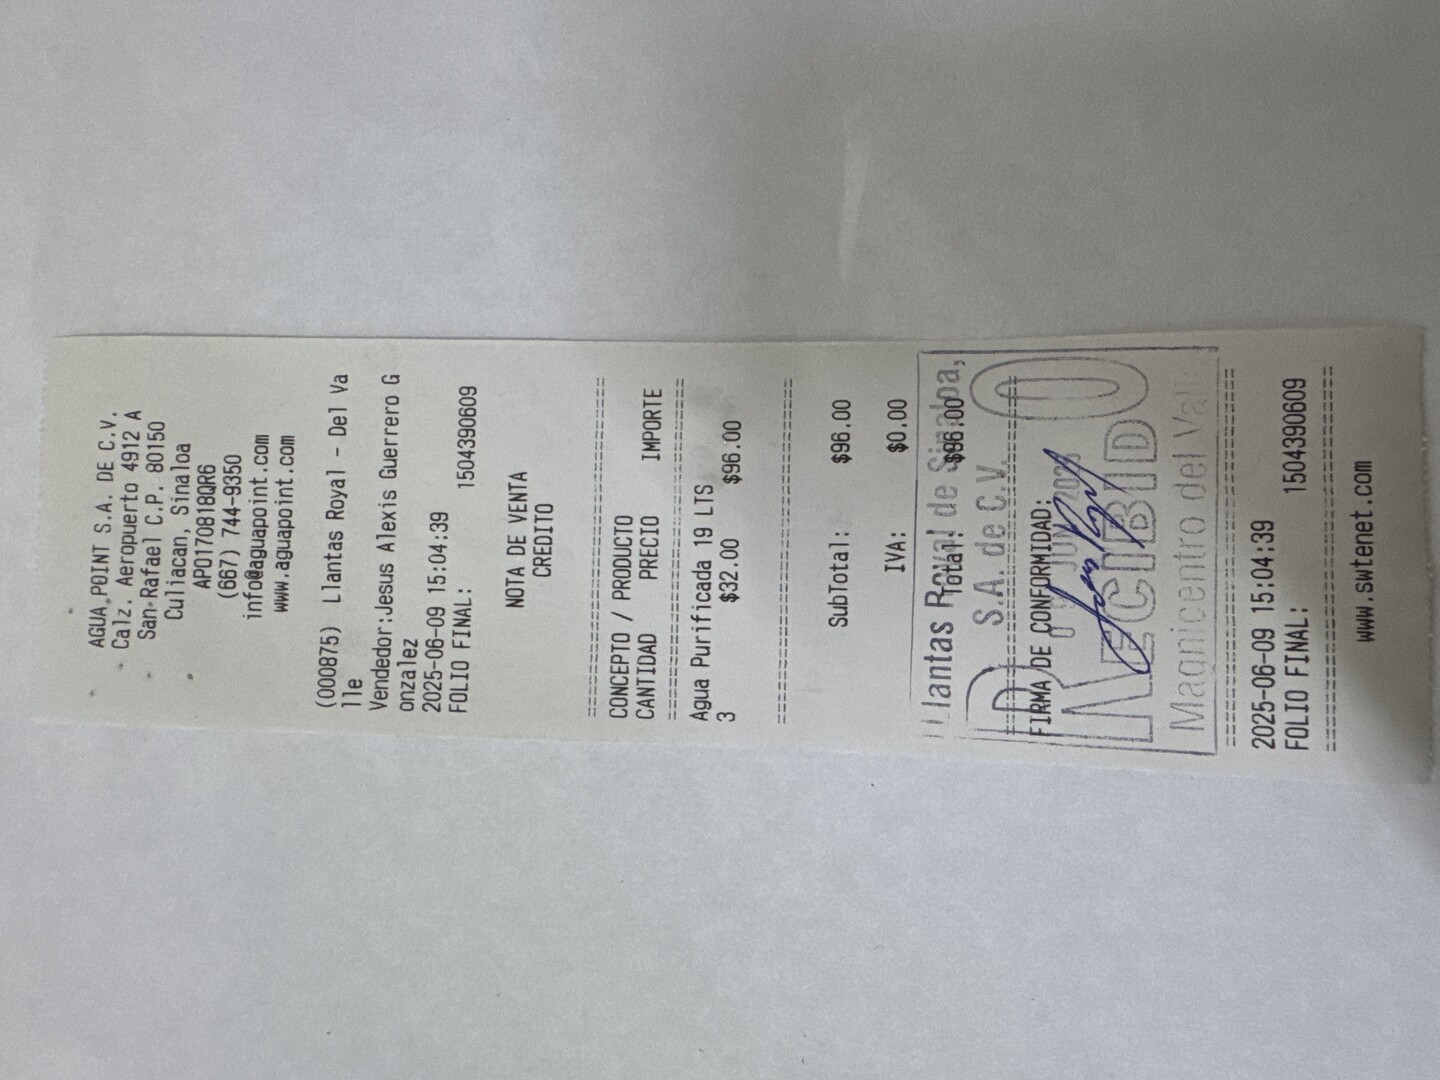 AGUA POINT S.A. DE C.V.
Calz. Aeropuerto 4912 A
San Rafael C.P. 80150
Culiacan, Sinaloa
APO170818QR6
(667) 744-9350
info@aguapoint.com
www.aguapoint.com
(000875) Llantas Royal - Del Va
lle
Vendedor:Jesus Alexis Guerrero G
onzalez
2025-06-09 15:04:39
FOLIO FINAL: 1504390609
NOTA DE VENTA
CREDITO
==============================
CONCEPTO / PRODUCTO
CANTIDAD PRECIO IMPORTE
==============================
Agua Purificada 19 LTS
3 $32.00 $96.00
==============================
SubTotal: $96.00
IVA: $0.00
Total: $96.00
Llantas Royal de Sinaloa,
S.A. de C.V.
==============================
FIRMA DE CONFORMIDAD:
JUN 2025
RECIBIDO
Magnicentro del Valle
==============================
2025-06-09 15:04:39
FOLIO FINAL: 1504390609
==============================
www.swtenet.com